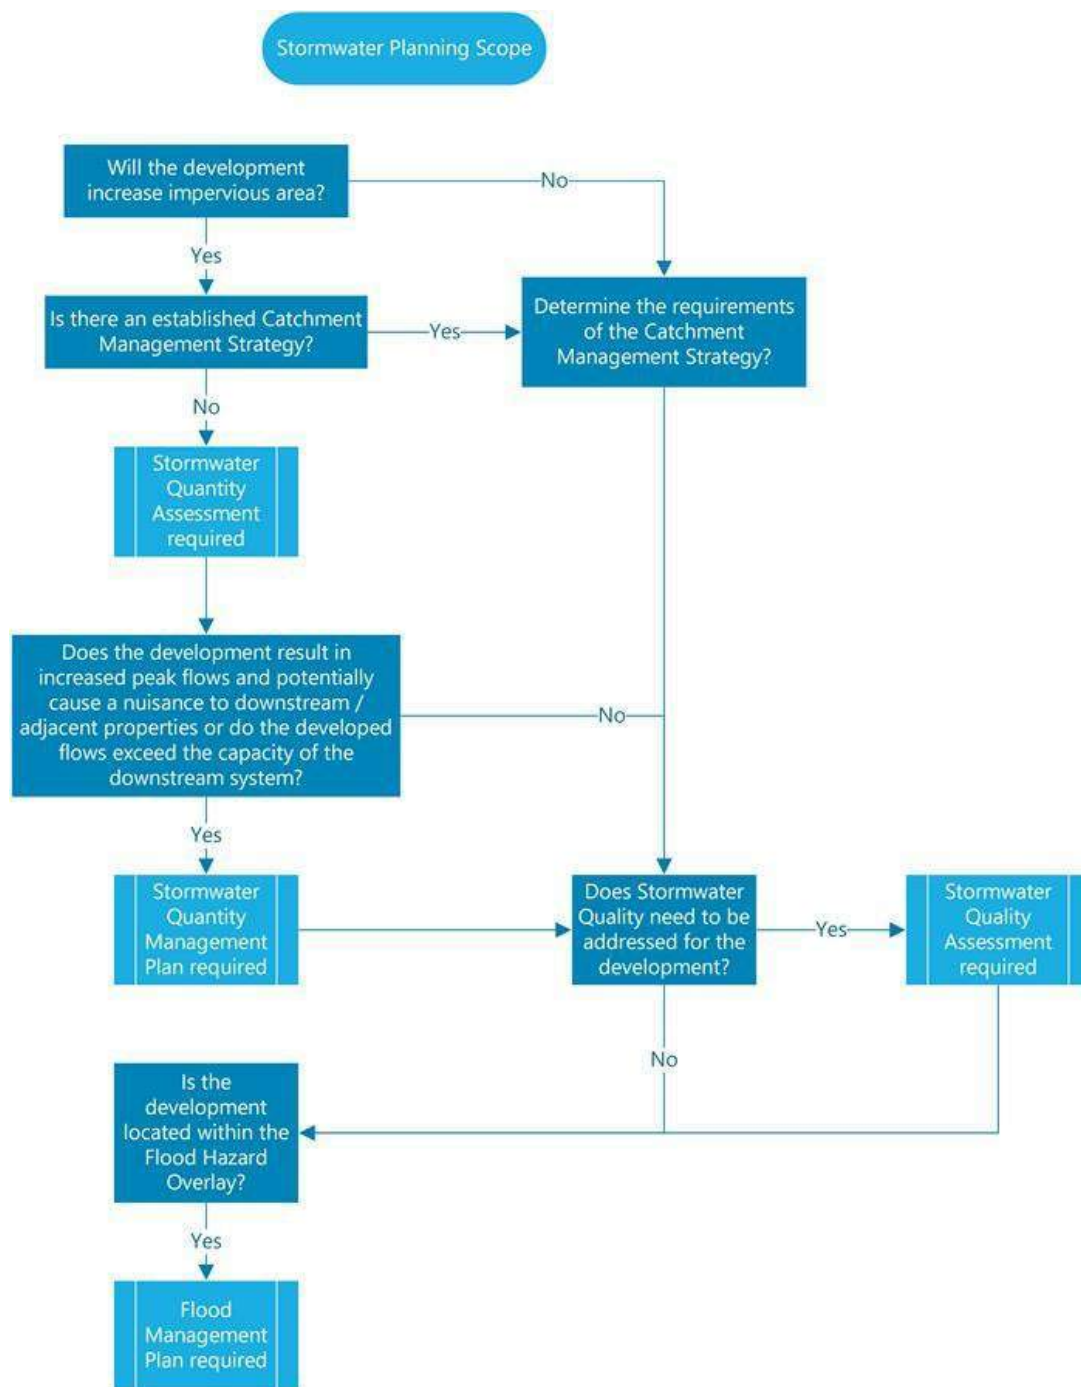 Stormwater Planning Scope
Will the development
increase impervious area?
No
Yes
Is there an established Catchment
Management Strategy?
Yes
Determine the requirements
of the Catchment
Management Strategy?
No
Stormwater
Quantity
Assessment
required
Does the development result in
increased peak flows and potentially
cause a nuisance to downstream /
adjacent properties or do the developed
flows exceed the capacity of the
downstream system?
No
Yes
Stormwater
Quantity
Management
Plan required
Does Stormwater
Quality need to be
addressed for the
development?
Yes
Stormwater
Quality
Assessment
required
No
Is the
development
located within the
Flood Hazard
Overlay?
Yes
Flood
Management
Plan required